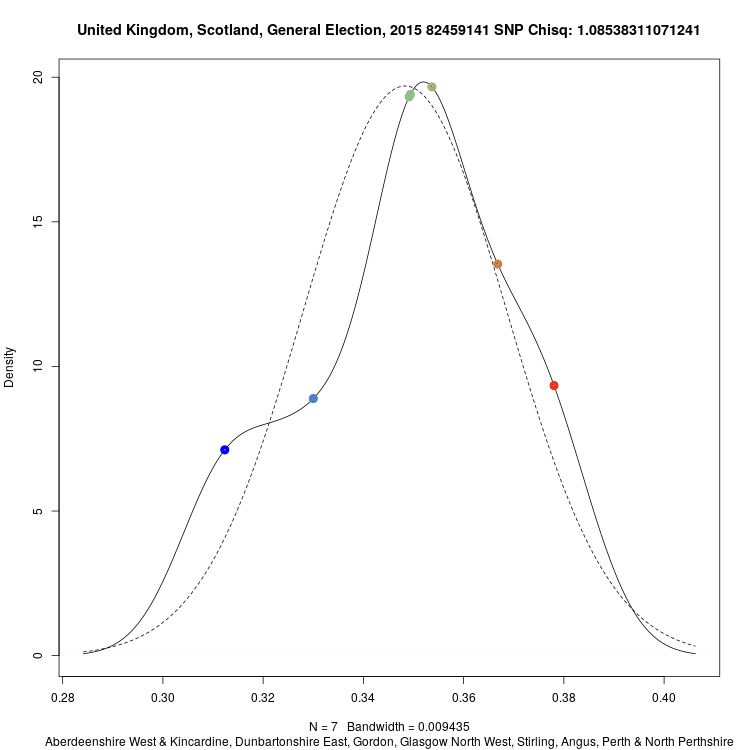 United Kingdom, Scotland, General Election, 2015 82459141 SNP Chisq: 1.08538311071241
Density
20
15
10
5
0
0.28 0.30 0.32 0.34 0.36 0.38 0.40
N = 7 Bandwidth = 0.009435
Aberdeenshire West & Kincardine, Dunbartonshire East, Gordon, Glasgow North West, Stirling, Angus, Perth & North Perthshire